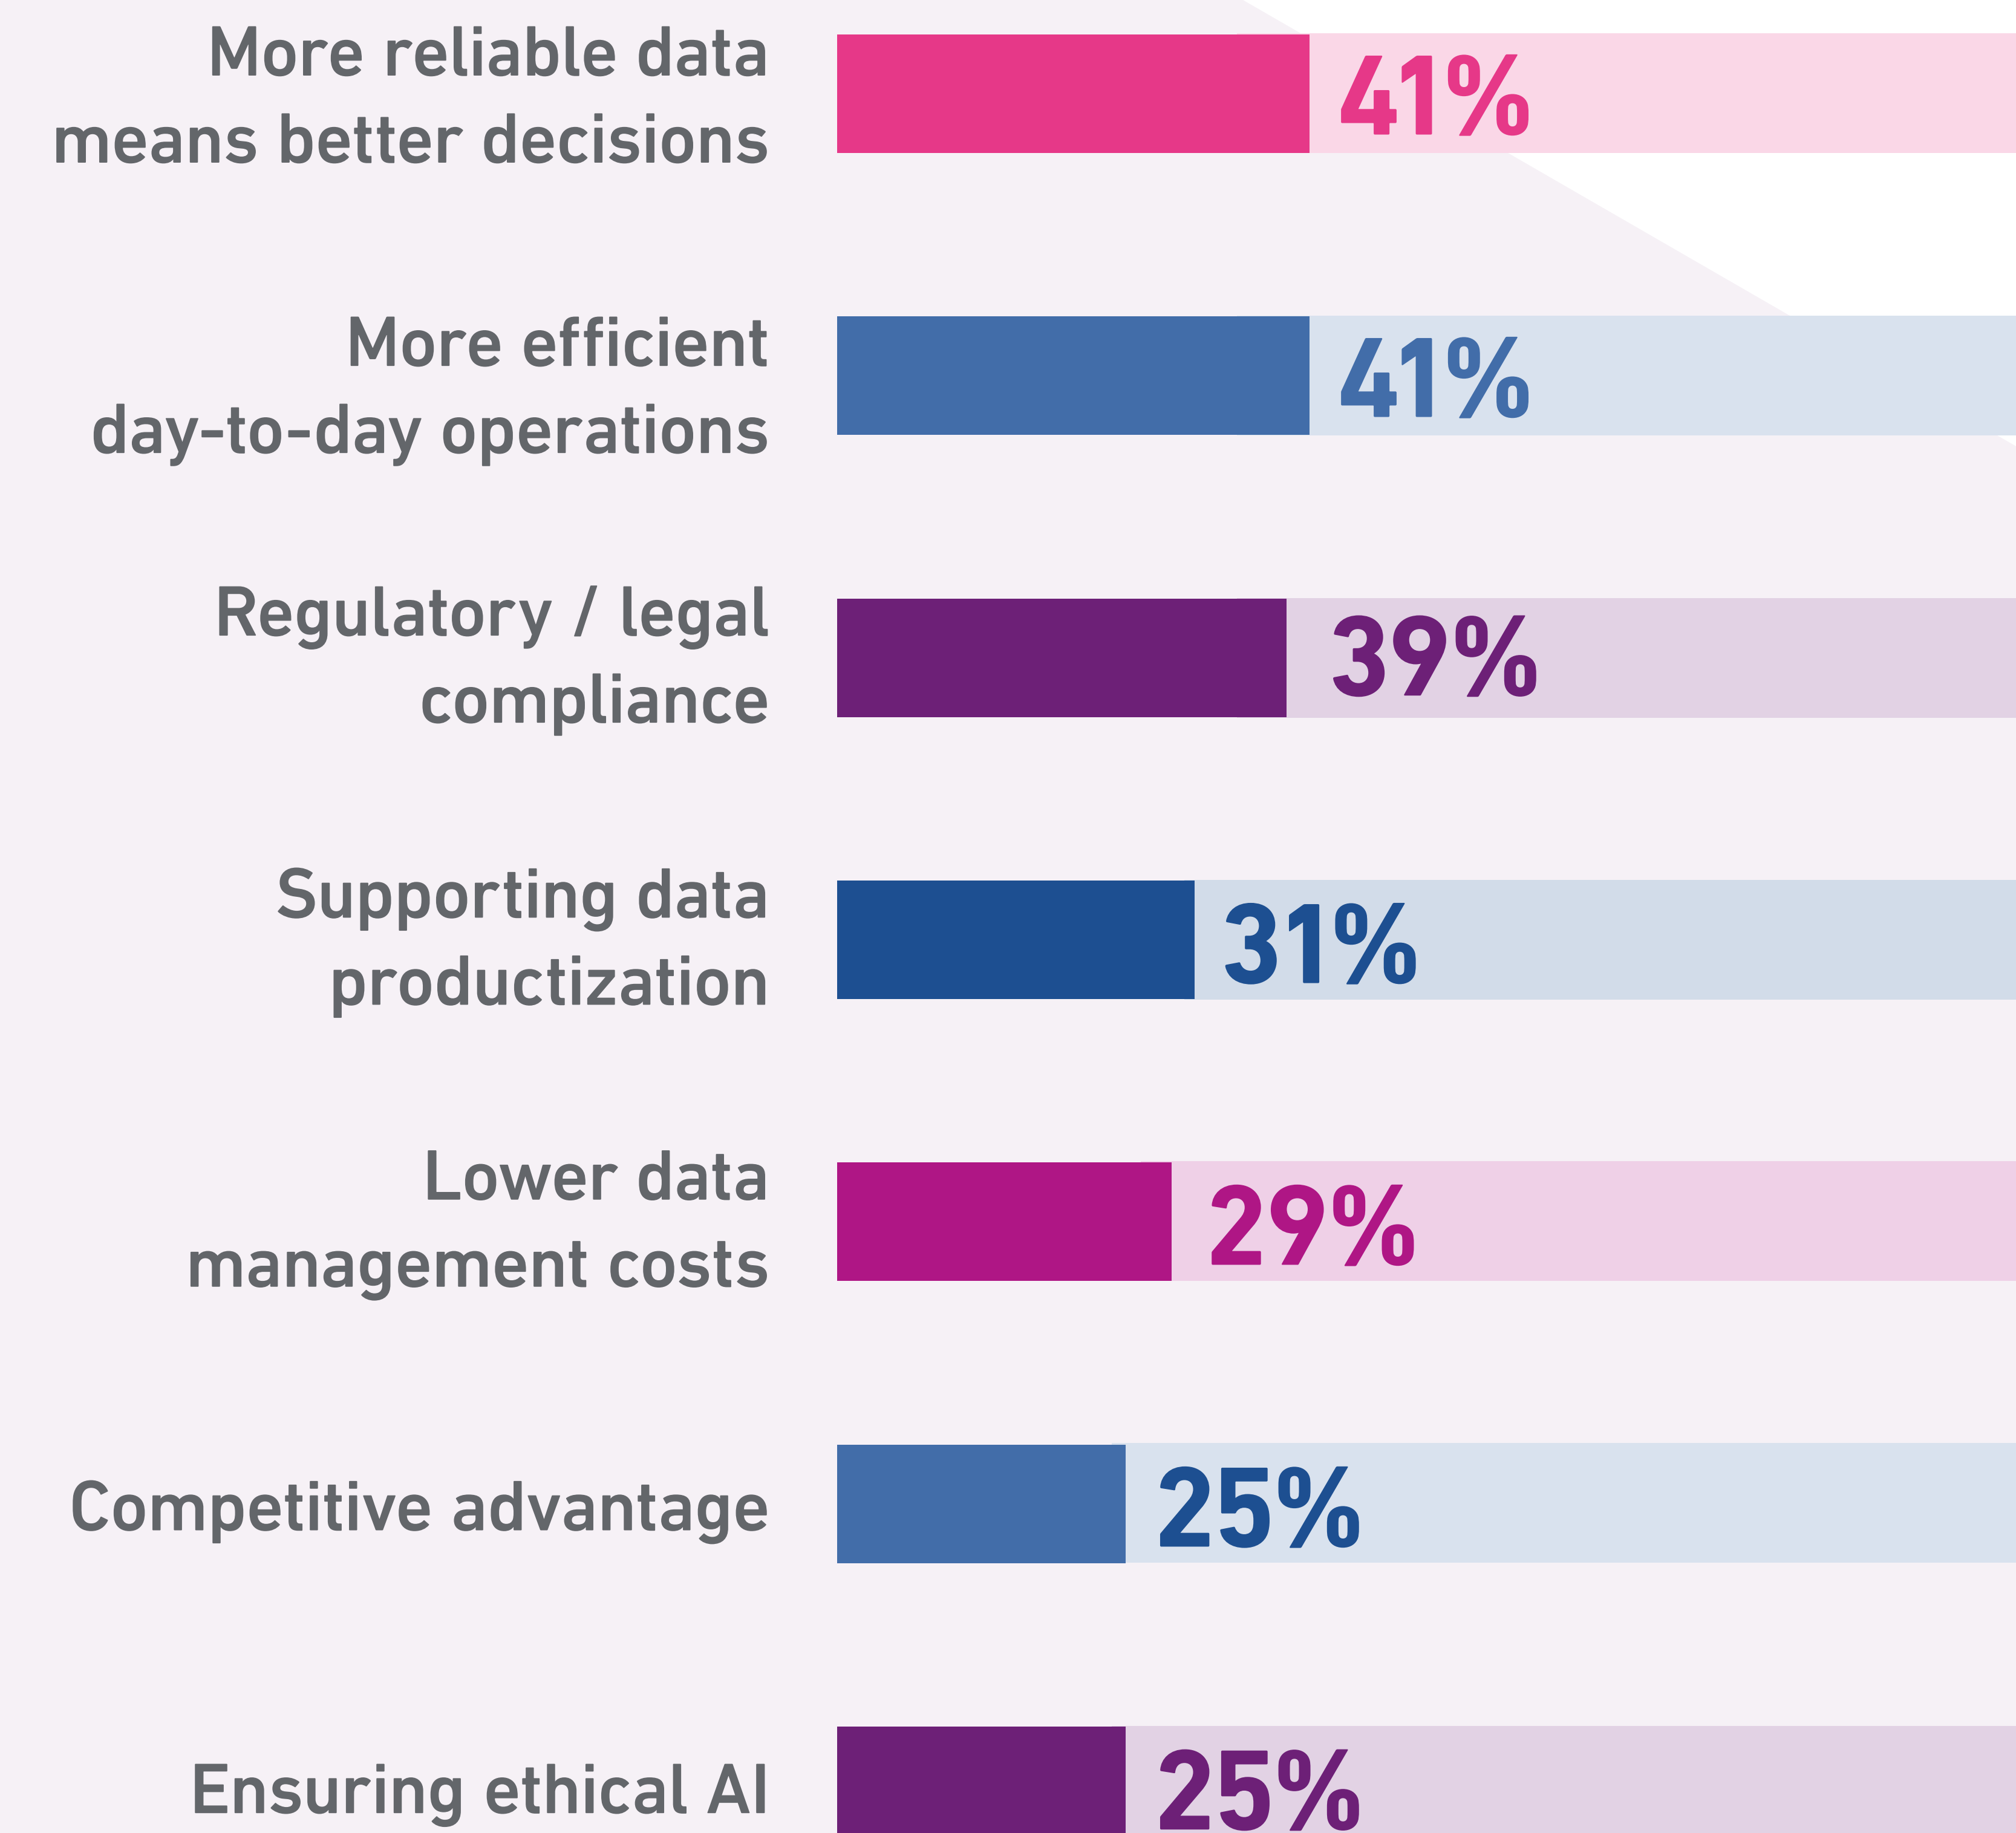 More reliable data
means better decisions
41%
More efficient
day-to-day operations
41%
Regulatory / legal
compliance
39%
Supporting data
productization
31%
Lower data
management costs
29%
Competitive advantage
25%
Ensuring ethical AI
25%